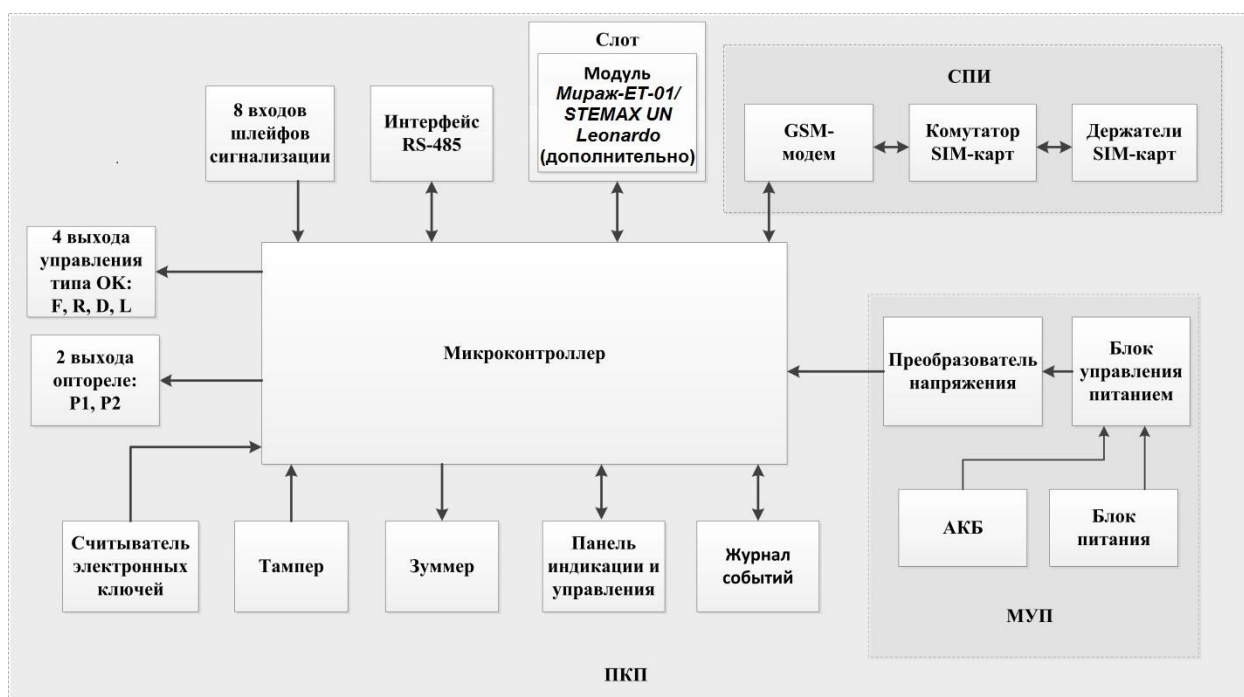 Слот
Модуль
Мираж-ET-01/
STEMAX UN
Leonardo
(дополнительно)
СПИ
8 входов
шлейфов
сигнализации
Интерфейс
RS-485
GSM-
модем
Комутатор
SIM-карт
Держатели
SIM-карт
4 выхода
управления
типа ОК:
F, R, D, L
2 выхода
оптореле:
P1, P2
Микроконтроллер
Преобразователь
напряжения
Блок
управления
питанием
АКБ
Блок
питания
МУП
Считыватель
электронных
ключей
Тампер
Зуммер
Панель
индикации и
управления
Журнал
событий
ПКП